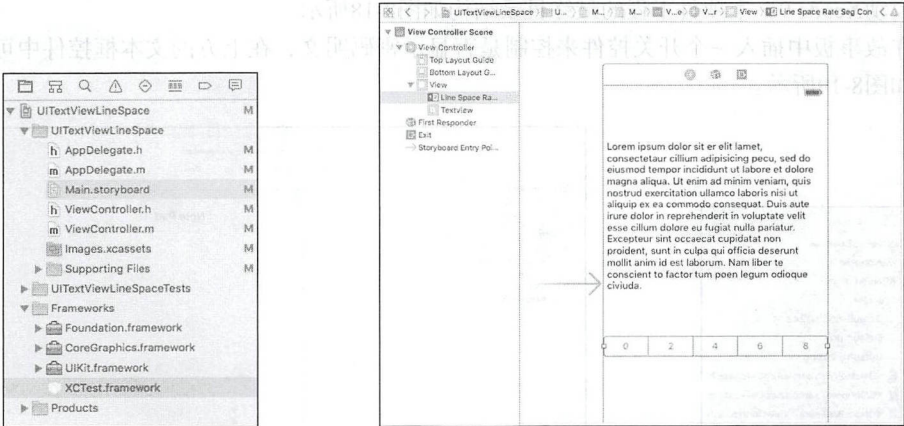 UITextViewLineSpace M
UITextViewLineSpace
h AppDelegate.h M
m AppDelegate.m M
Main.storyboard M
h ViewController.h M
m ViewController.m M
Images.xcassets M
Supporting Files M
UITextViewLineSpaceTests
Frameworks
Foundation.framework
CoreGraphics.framework
UIKit.framework
XCTest.framework
Products
UITextViewLineSpace U... M... M... V...o V...r View Line Space Rate Seg Con
View Controller Scene
View Controller
Top Layout Guide
Bottom Layout G...
View
Line Space Ra...
Textview
First Responder
Exit
Storyboard Entry Poi...
Lorem ipsum dolor sit er elit lamet,
consectetaur cillium adipisicing pecu, sed do
eiusmod tempor incididunt ut labore et dolore
magna aliqua. Ut enim ad minim veniam, quis
nostrud exercitation ullamco laboris nisi ut
aliquip ex ea commodo consequat. Duis aute
irure dolor in reprehenderit in voluptate velit
esse cillum dolore eu fugiat nulla pariatur.
Excepteur sint occaecat cupidatat non
proident, sunt in culpa qui officia deserunt
mollit anim id est laborum. Nam liber te
conscient to factor tum poen legum odioque
civiuda.
0 2 4 6 8